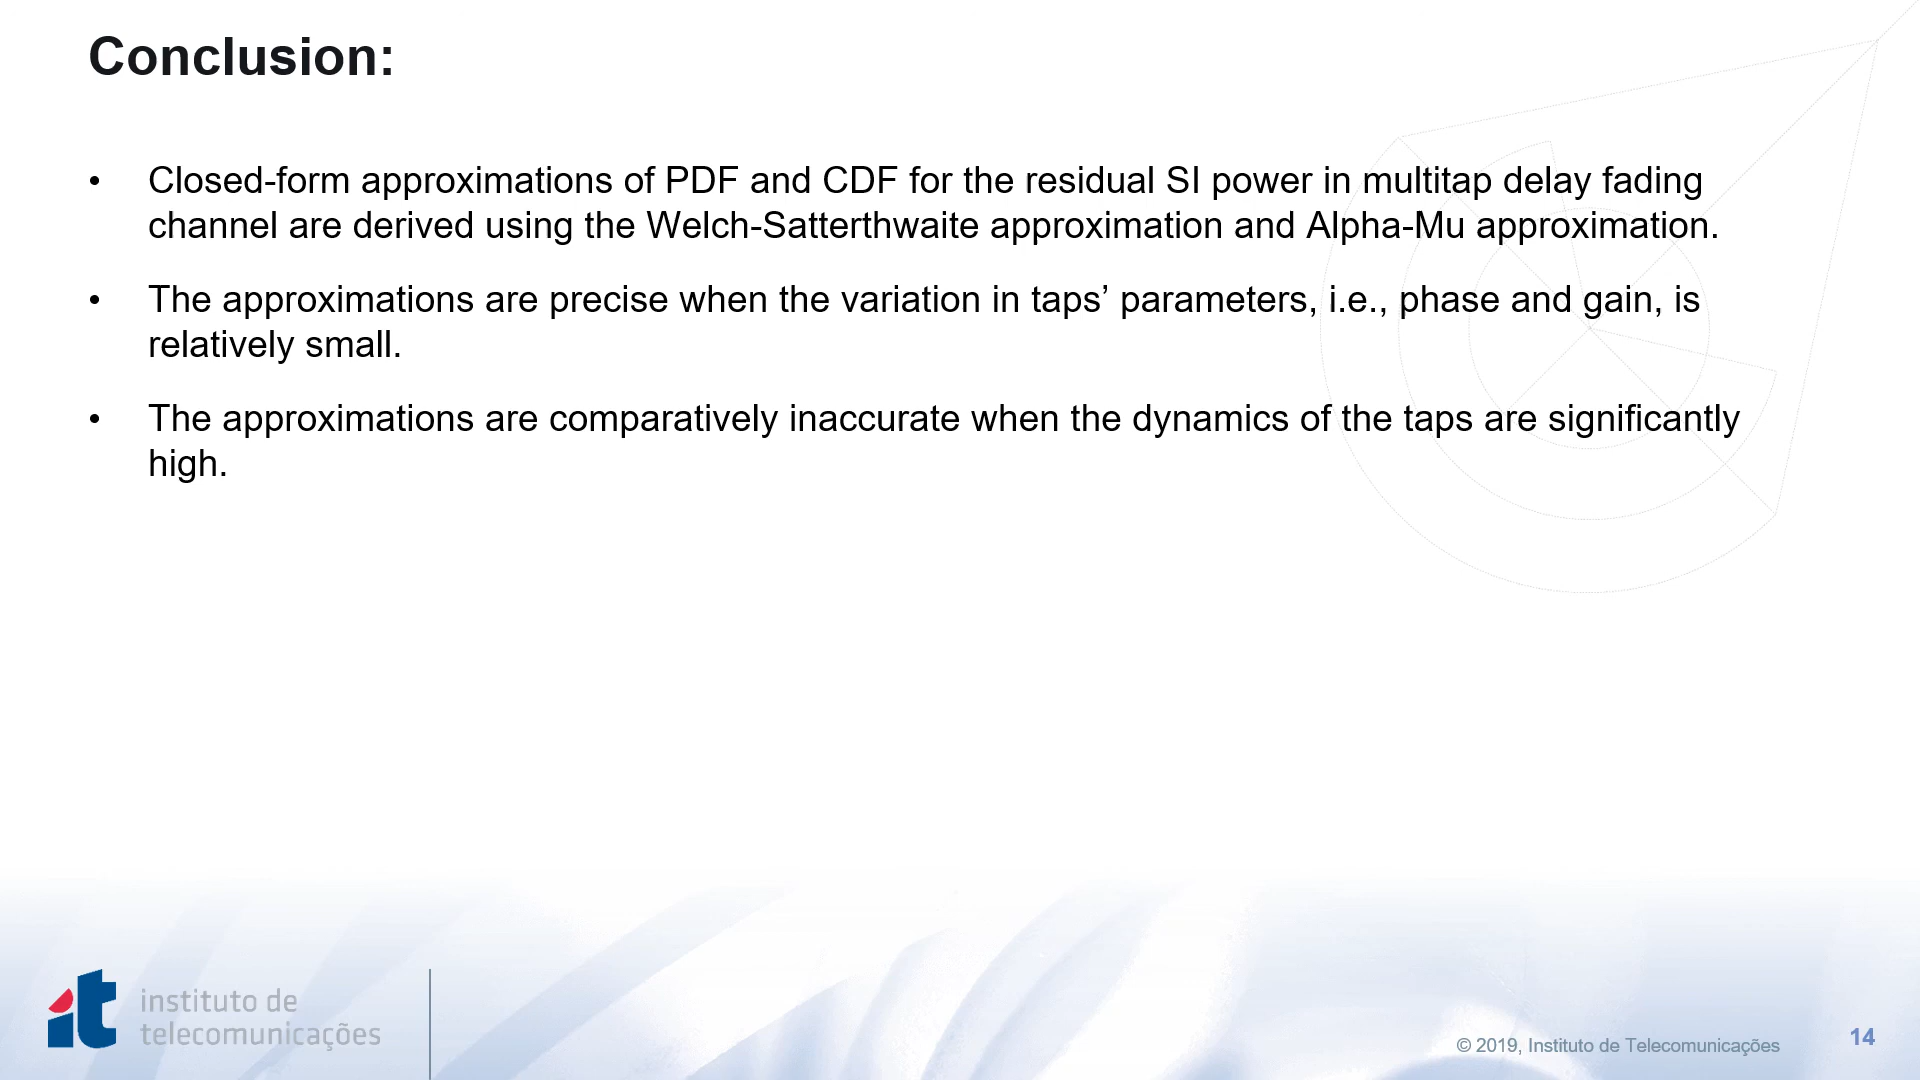 Conclusion:
• Closed-form approximations of PDF and CDF for the residual SI power in multitap delay fading
channel are derived using the Welch-Satterthwaite approximation and Alpha-Mu approximation.
• The approximations are precise when the variation in taps’ parameters, i.e., phase and gain, is
relatively small.
• The approximations are comparatively inaccurate when the dynamics of the taps are significantly
high.
it
instituto de
telecomunicações
© 2019, Instituto de Telecomunicações
14